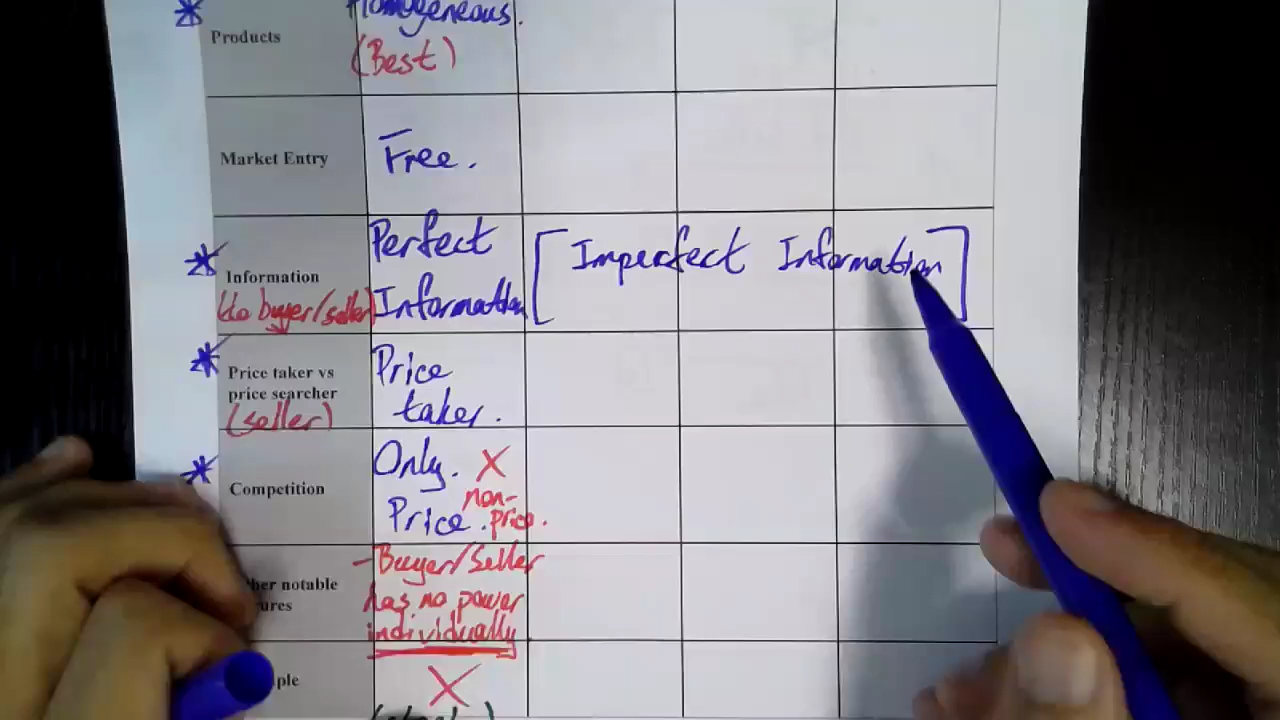 Homogeneous.
Products
(Best)
Market Entry
Free.
Perfect
Information
Imperfect Information
Information
(to buyer/seller)
Price taker vs
price searcher
(seller)
Price
taker.
Competition
Only. X
Price. non-
price.
- Buyer/Seller
has no power
individually
notable
X